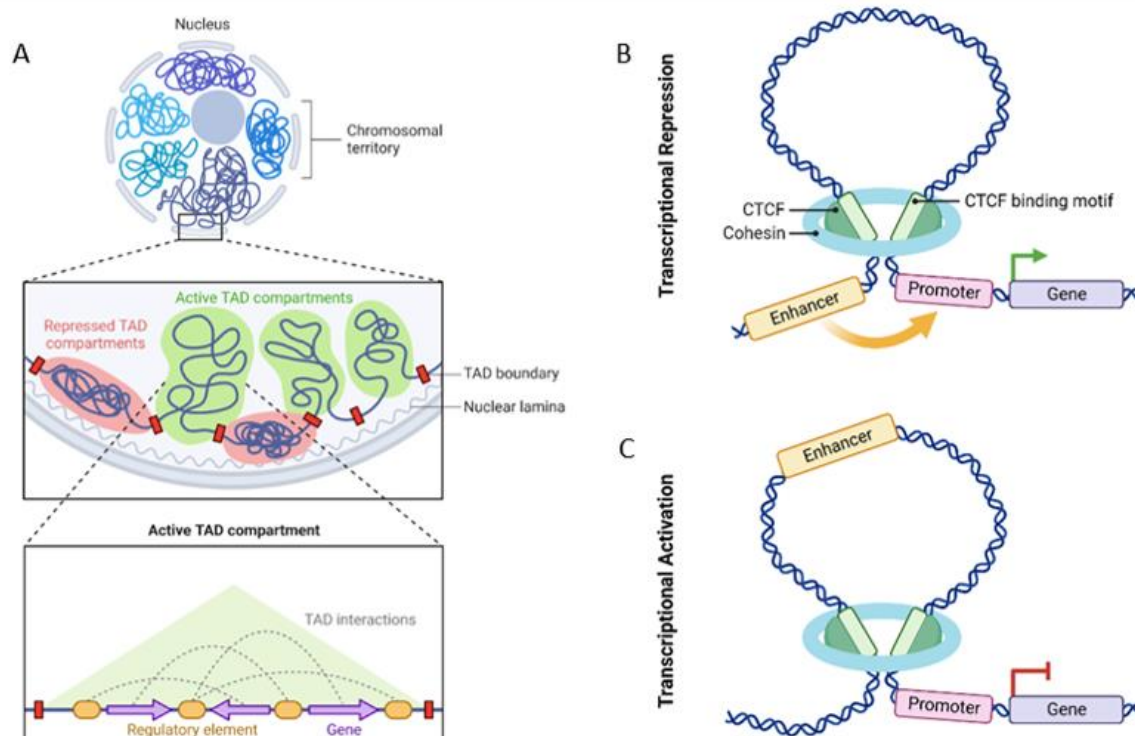 A
Nucleus
Chromosomal
territory
Active TAD compartments
Repressed TAD
compartments
TAD boundary
Nuclear lamina
Active TAD compartment
TAD interactions
Regulatory element
Gene
B
Transcriptional Repression
CTCF
Cohesin
CTCF binding motif
Enhancer
Promoter
Gene
C
Transcriptional Activation
Enhancer
Promoter
Gene